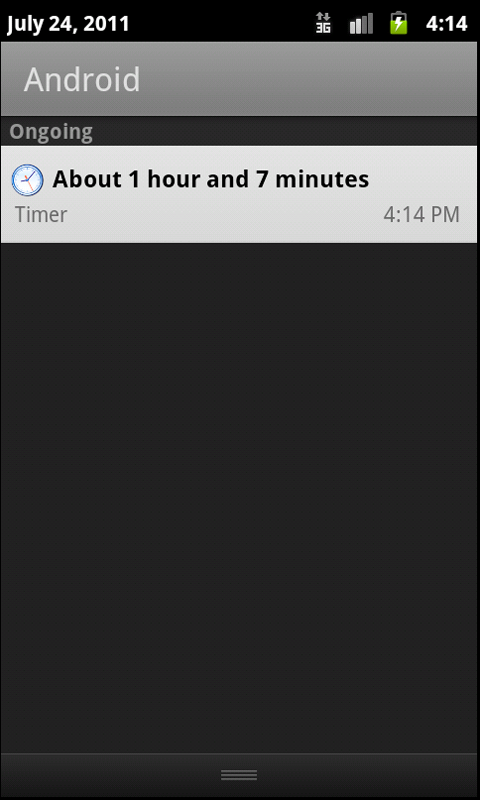 July 24, 2011 3G 4:14
Android
Ongoing
About 1 hour and 7 minutes
Timer 4:14 PM